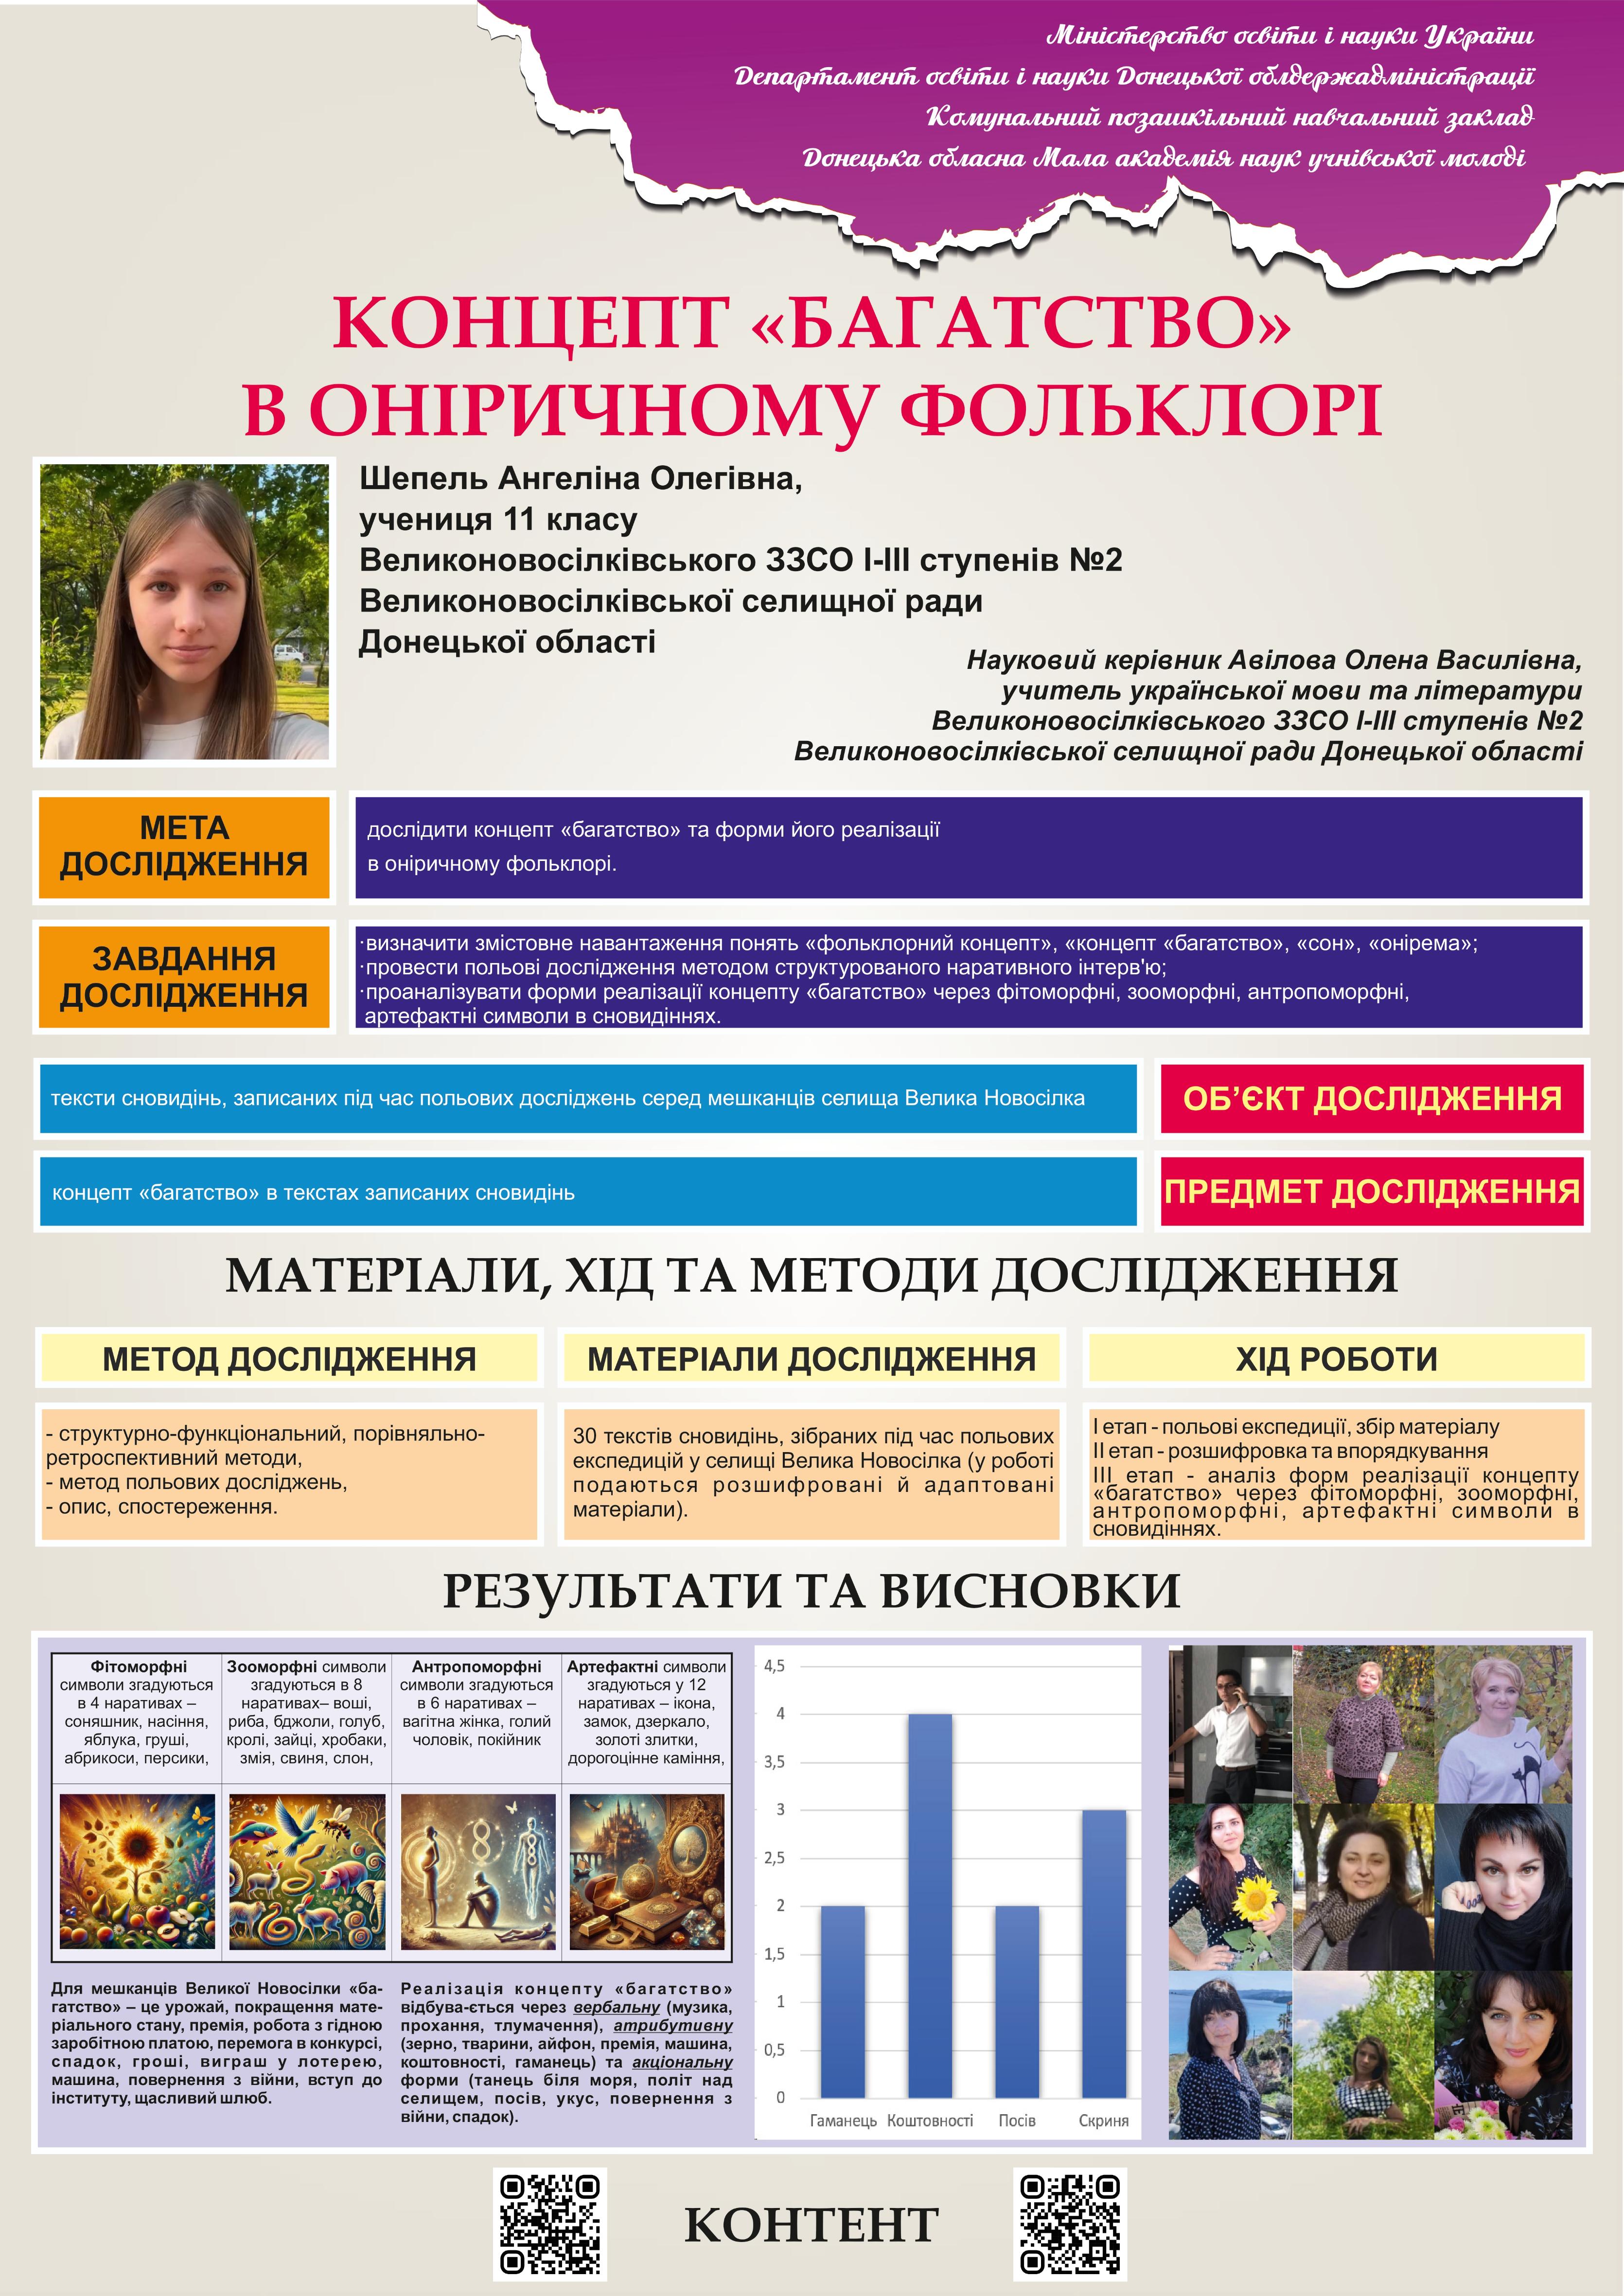 Міністерство освіти і науки України
Департамент освіти і науки Донецької облдержадміністрації
Комунальний позашкільний навчальний заклад
Донецька обласна Мала академія наук учнівської молоді
КОНЦЕПТ «БАГАТСТВО»
В ОНІРИЧНОМУ ФОЛЬКЛОРІ
Шепель Ангеліна Олегівна,
учениця 11 класу
Великоновосілківського ЗЗСО І-ІІІ ступенів №2
Великоновосілківської селищної ради
Донецької області
Науковий керівник Авілова Олена Василівна,
учитель української мови та літератури
Великоновосілківського ЗЗСО І-ІІІ ступенів №2
Великоновосілківської селищної ради Донецької області
МЕТА
ДОСЛІДЖЕННЯ
дослідити концепт «багатство» та форми його реалізації
в оніричному фольклорі.
ЗАВДАННЯ
ДОСЛІДЖЕННЯ
·визначити змістовне навантаження понять «фольклорний концепт», «концепт «багатство», «сон», «онірема»;
·провести польові дослідження методом структурованого наративного інтерв'ю;
·проаналізувати форми реалізації концепту «багатство» через фітоморфні, зооморфні, антропоморфні,
артефактні символи в сновидіннях.
тексти сновидінь, записаних під час польових досліджень серед мешканців селища Велика Новосілка
ОБ’ЄКТ ДОСЛІДЖЕННЯ
концепт «багатство» в текстах записаних сновидінь
ПРЕДМЕТ ДОСЛІДЖЕННЯ
МАТЕРІАЛИ, ХІД ТА МЕТОДИ ДОСЛІДЖЕННЯ
МЕТОД ДОСЛІДЖЕННЯ
- структурно-функціональний, порівняльно-
ретроспективний методи,
- метод польових досліджень,
- опис, спостереження.
МАТЕРІАЛИ ДОСЛІДЖЕННЯ
30 текстів сновидінь, зібраних під час польових
експедицій у селищі Велика Новосілка (у роботі
подаються розшифровані й адаптовані
матеріали).
ХІД РОБОТИ
І етап - польові експедиції, збір матеріалу
ІІ етап - розшифровка та впорядкування
ІІІ етап - аналіз форм реалізації концепту
«багатство» через фітоморфні, зооморфні,
антропоморфні, артефактні символи в
сновидіннях.
РЕЗУЛЬТАТИ ТА ВИСНОВКИ
Фітоморфні
символи згадуються
в 4 наративах –
соняшник, насіння,
яблука, груші,
абрикоси, персики,
Зооморфні символи
згадуються в 8
наративах– воші,
риба, бджоли, голуб,
кролі, зайці, хробаки,
змія, свиня, слон,
Антропоморфні
символи згадуються
в 6 наративах –
вагітна жінка, голий
чоловік, покійник
Артефактні символи
згадуються у 12
наративах – ікона,
замок, дзеркало,
золоті злитки,
дорогоцінне каміння,
Для мешканців Великої Новосілки «ба-
гатство» – це урожай, покращення мате-
ріального стану, премія, робота з гідною
заробітною платою, перемога в конкурсі,
спадок, гроші, виграш у лотерею,
машина, повернення з війни, вступ до
інституту, щасливий шлюб.
Реалізація концепту «багатство»
відбува-ється через вербальну (музика,
прохання, тлумачення), атрибутивну
(зерно, тварини, айфон, премія, машина,
коштовності, гаманець) та акціональну
форми (танець біля моря, політ над
селищем, посів, укус, повернення з
війни, спадок).
4,5
4
3,5
3
2,5
2
1,5
1
0,5
0
Гаманець Коштовності Посів Скриня
КОНТЕНТ